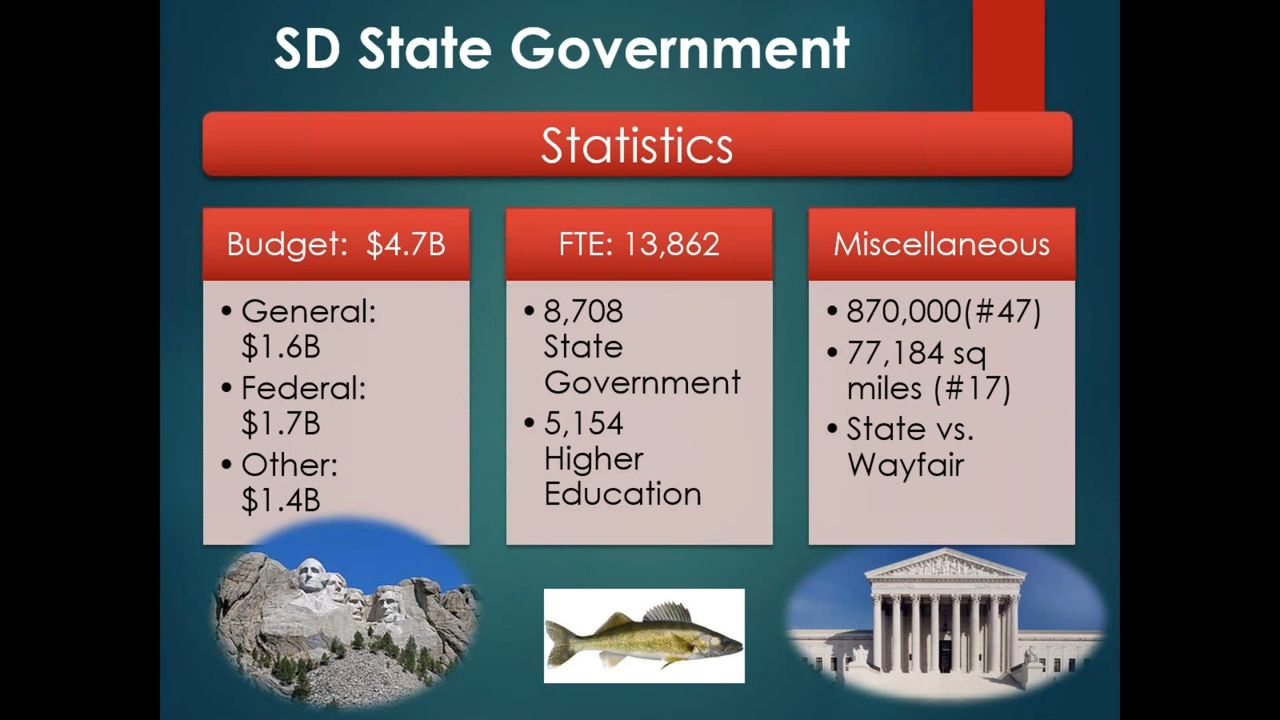 SD State Government
Statistics
Budget: $4.7B
• General:
$1.6B
• Federal:
$1.7B
• Other:
$1.4B
FTE: 13,862
• 8,708
State
Government
• 5,154
Higher
Education
Miscellaneous
• 870,000(#47)
• 77,184 sq
miles (#17)
• State vs.
Wayfair